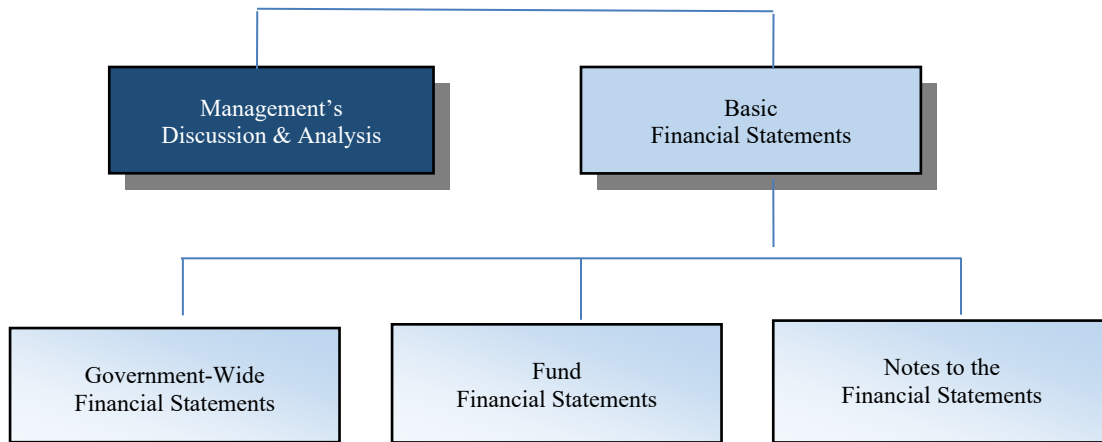 Management’s
Discussion & Analysis
Basic
Financial Statements
Government-Wide
Financial Statements
Fund
Financial Statements
Notes to the
Financial Statements